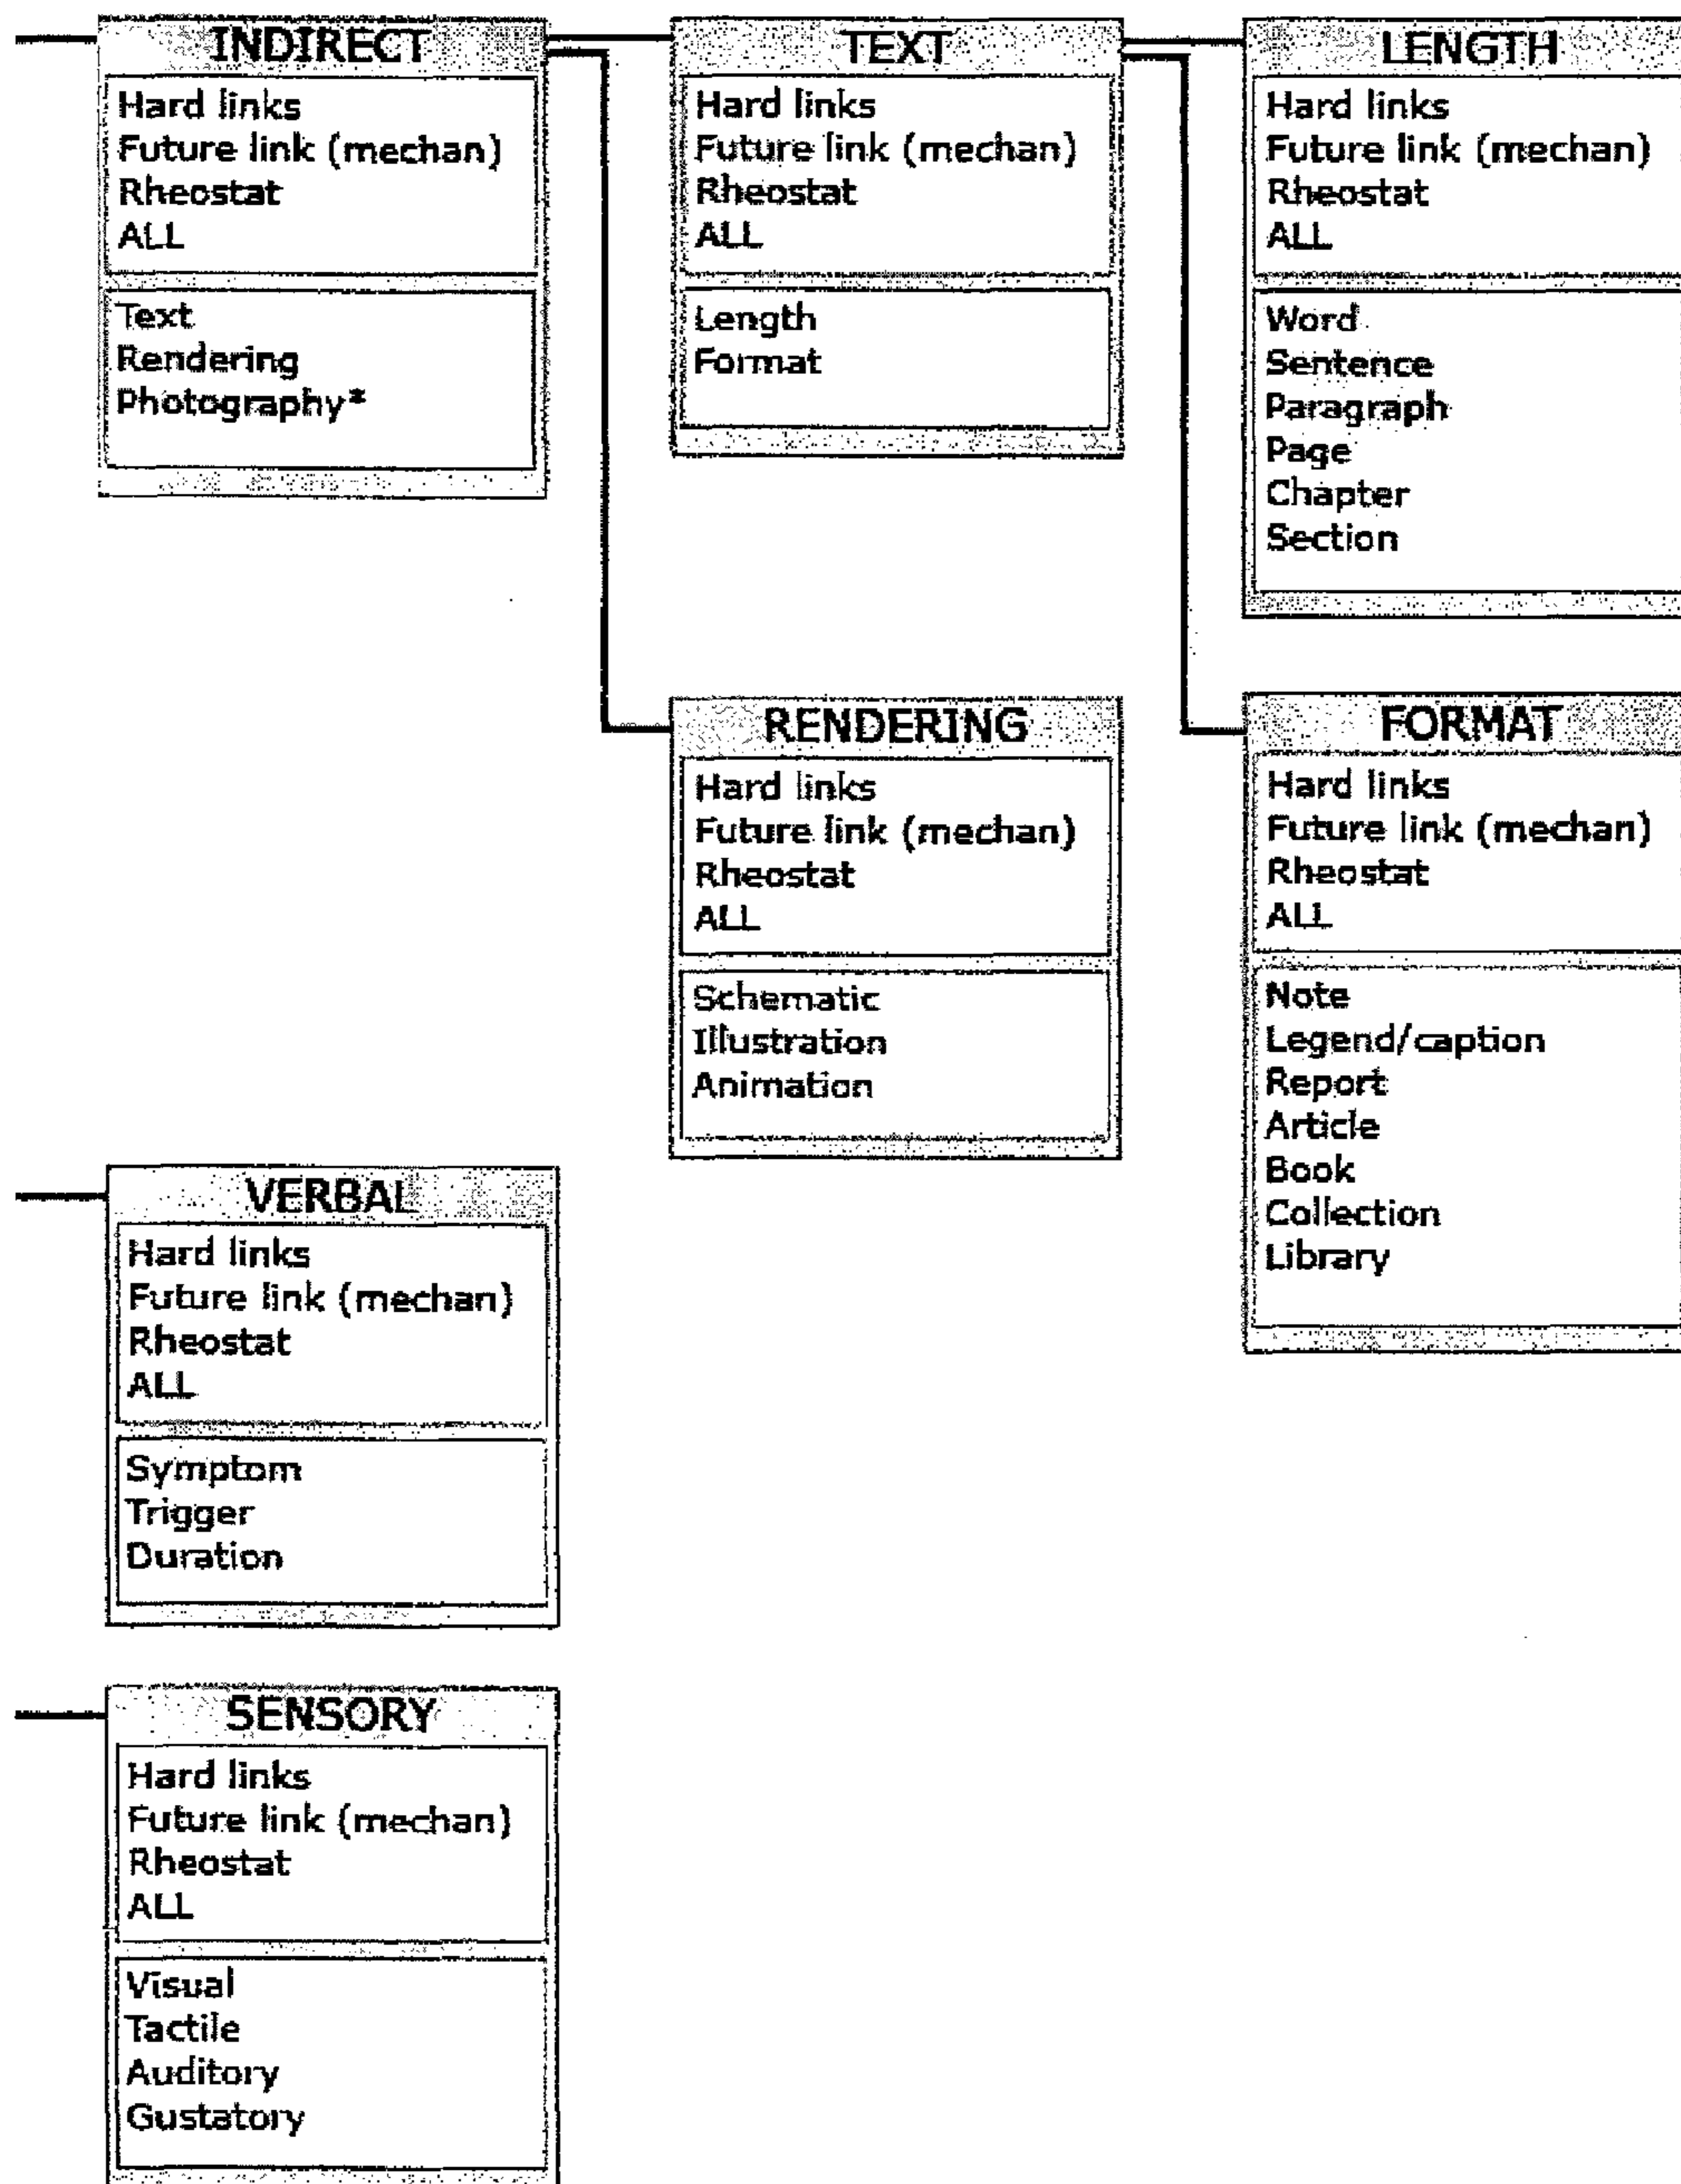 INDIRECT
Hard links
Future link (mechan)
Rheostat
ALL
Text
Rendering
Photography*
TEXT
Hard links
Future link (mechan)
Rheostat
ALL
Length
Format
LENGTH
Hard links
Future link (mechan)
Rheostat
ALL
Word
Sentence
Paragraph
Page
Chapter
Section
RENDERING
Hard links
Future link (mechan)
Rheostat
ALL
Schematic
Illustration
Animation
FORMAT
Hard links
Future link (mechan)
Rheostat
ALL
Note
Legend/caption
Report
Article
Book
Collection
Library
VERBAL
Hard links
Future link (mechan)
Rheostat
ALL
Symptom
Trigger
Duration
SENSORY
Hard links
Future link (mechan)
Rheostat
ALL
Visual
Tactile
Auditory
Gustatory